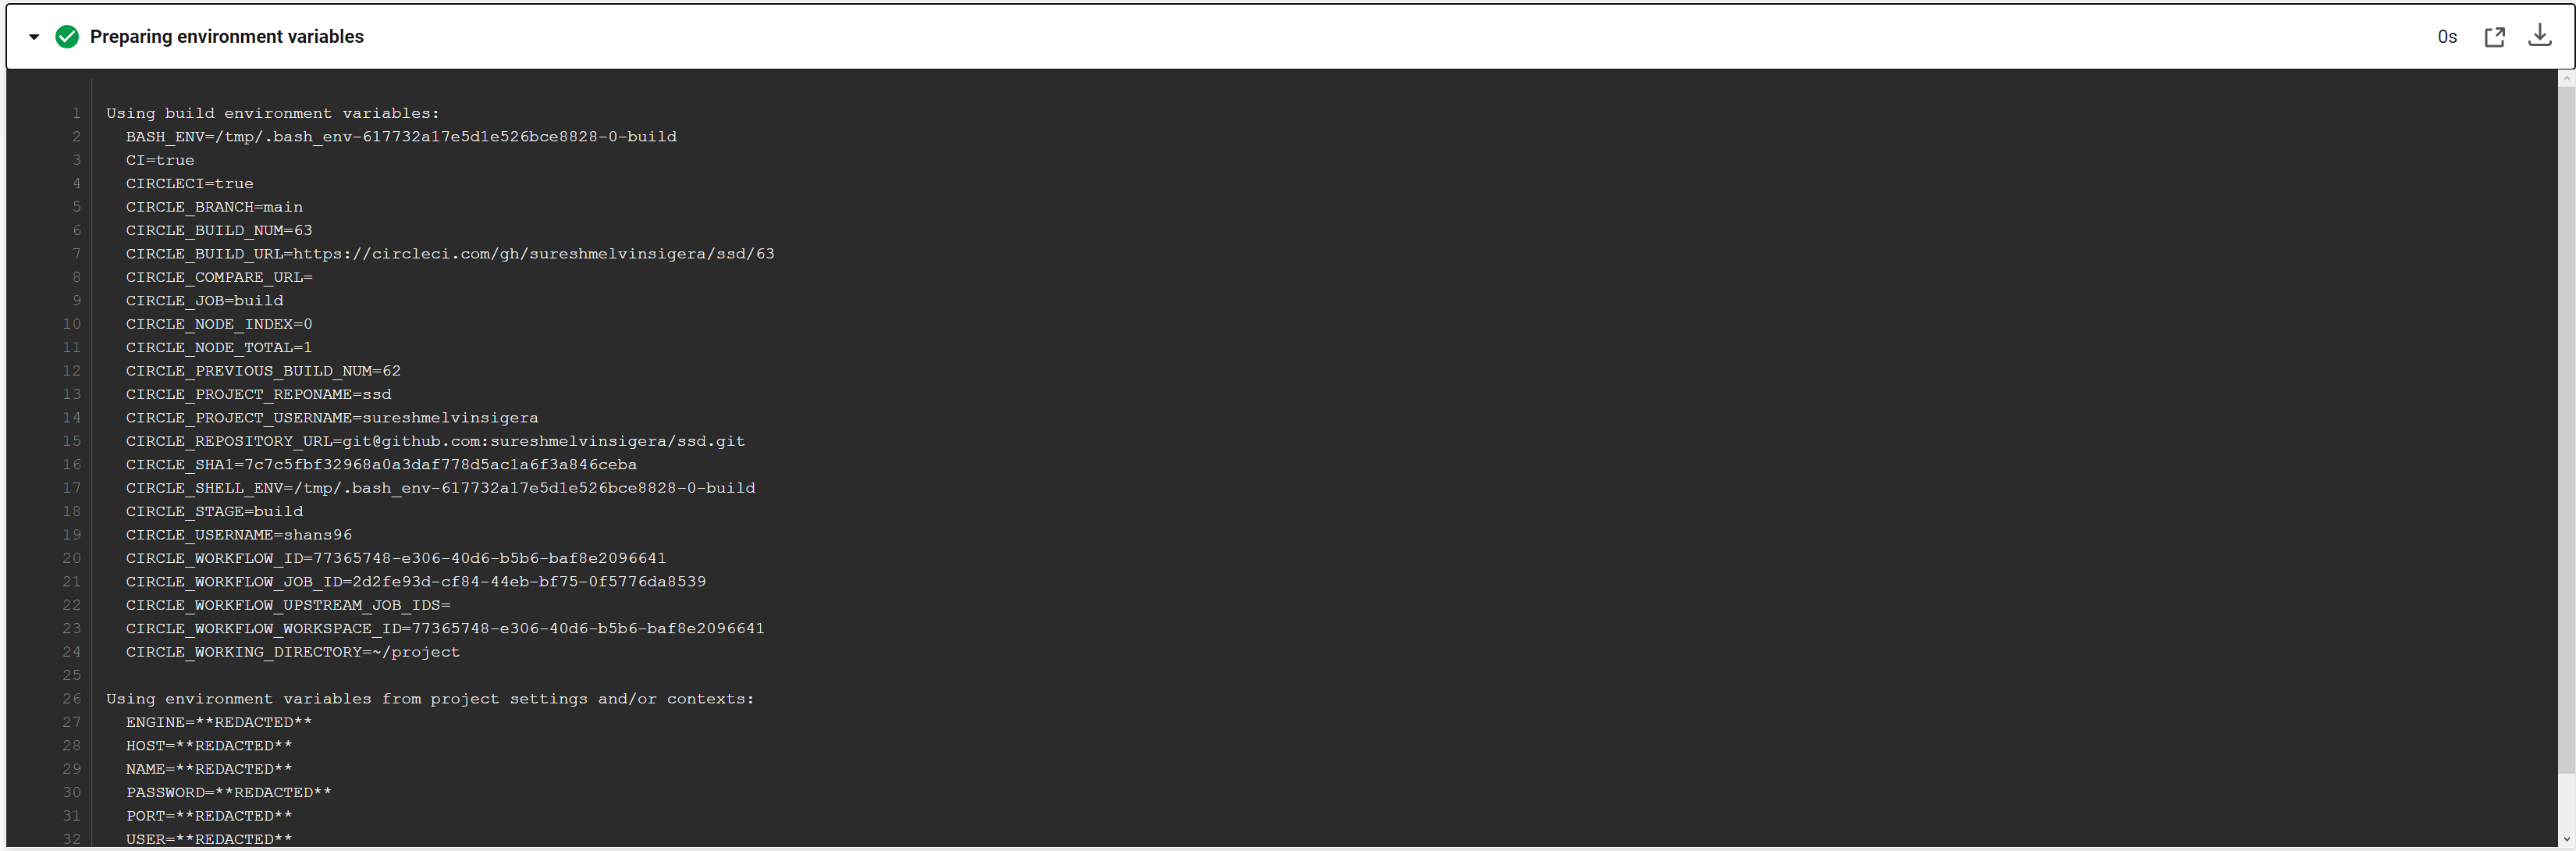 Preparing environment variables
0s
1 Using build environment variables:
2 BASH_ENV=/tmp/.bash_env-617732a17e5d1e526bce8828-0-build
3 CI=true
4 CIRCLECI=true
5 CIRCLE_BRANCH=main
6 CIRCLE_BUILD_NUM=63
7 CIRCLE_BUILD_URL=https://circleci.com/gh/sureshmelvinsigera/ssd/63
8 CIRCLE_COMPARE_URL=
9 CIRCLE_JOB=build
10 CIRCLE_NODE_INDEX=0
11 CIRCLE_NODE_TOTAL=1
12 CIRCLE_PREVIOUS_BUILD_NUM=62
13 CIRCLE_PROJECT_REPONAME=ssd
14 CIRCLE_PROJECT_USERNAME=sureshmelvinsigera
15 CIRCLE_REPOSITORY_URL=git@github.com:sureshmelvinsigera/ssd.git
16 CIRCLE_SHA1=7c7c5fbf32968a0a3daf778d5ac1a6f3a846ceba
17 CIRCLE_SHELL_ENV=/tmp/.bash_env-617732a17e5d1e526bce8828-0-build
18 CIRCLE_STAGE=build
19 CIRCLE_USERNAME=shans96
20 CIRCLE_WORKFLOW_ID=77365748-e306-40d6-b5b6-baf8e2096641
21 CIRCLE_WORKFLOW_JOB_ID=2d2fe93d-cf84-44eb-bf75-0f5776da8539
22 CIRCLE_WORKFLOW_UPSTREAM_JOB_IDS=
23 CIRCLE_WORKFLOW_WORKSPACE_ID=77365748-e306-40d6-b5b6-baf8e2096641
24 CIRCLE_WORKING_DIRECTORY=~/project
25
26 Using environment variables from project settings and/or contexts:
27 ENGINE=**REDACTED**
28 HOST=**REDACTED**
29 NAME=**REDACTED**
30 PASSWORD=**REDACTED**
31 PORT=**REDACTED**
32 USER=**REDACTED**